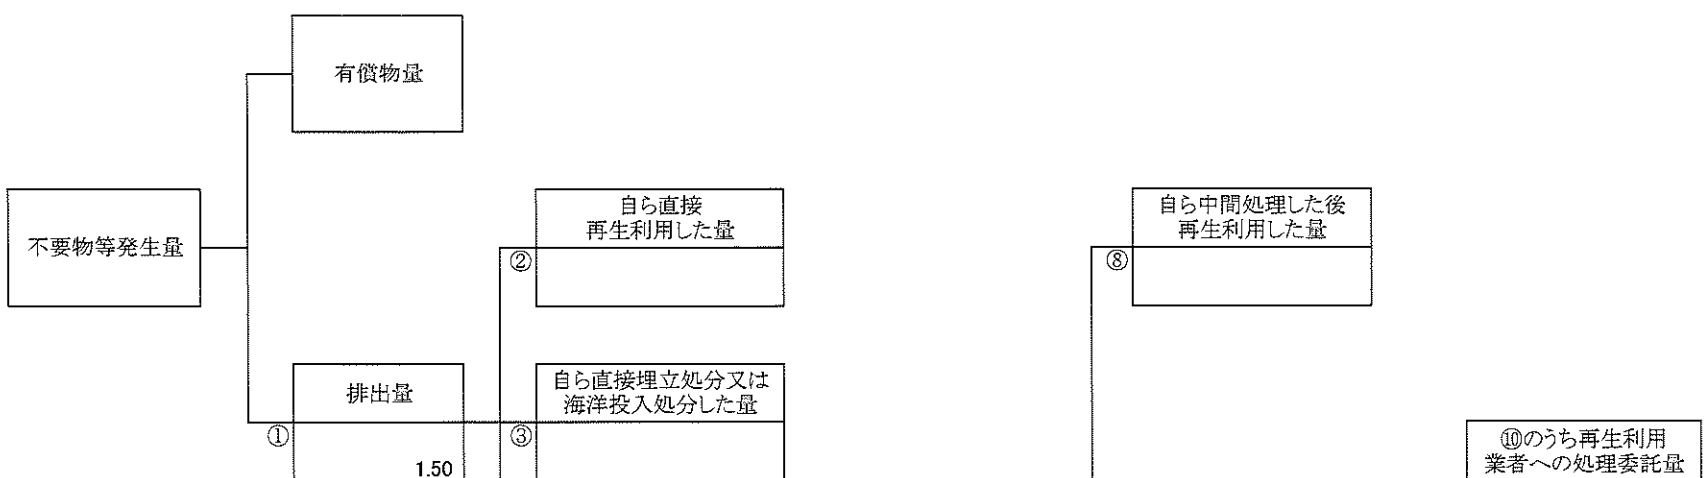 有償物量
不要物等発生量
自ら直接
再生利用した量
②
自ら中間処理した後
再生利用した量
⑧
排出量
①
1.50
自ら直接埋立処分又は
海洋投入処分した量
③
⑩のうち再生利用
業者への処理委託量